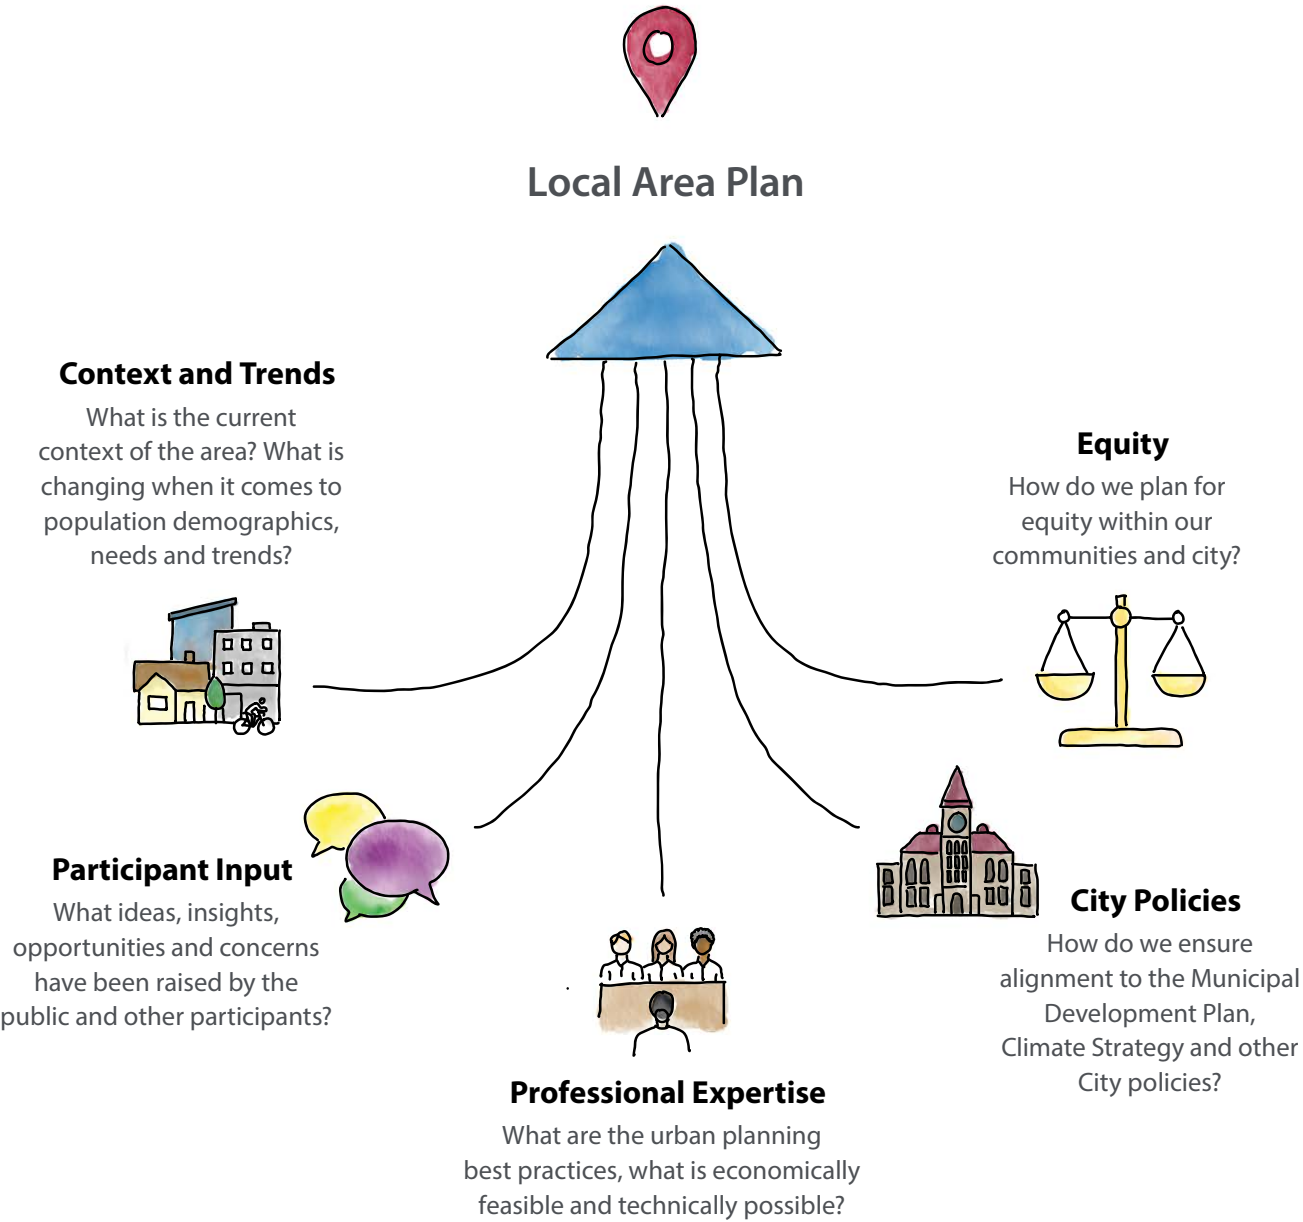 Local Area Plan
Context and Trends
What is the current
context of the area? What is
changing when it comes to
population demographics,
needs and trends?
Equity
How do we plan for
equity within our
communities and city?
Participant Input
What ideas, insights,
opportunities and concerns
have been raised by the
public and other participants?
City Policies
How do we ensure
alignment to the Municipal
Development Plan,
Climate Strategy and other
City policies?
Professional Expertise
What are the urban planning
best practices, what is economically
feasible and technically possible?